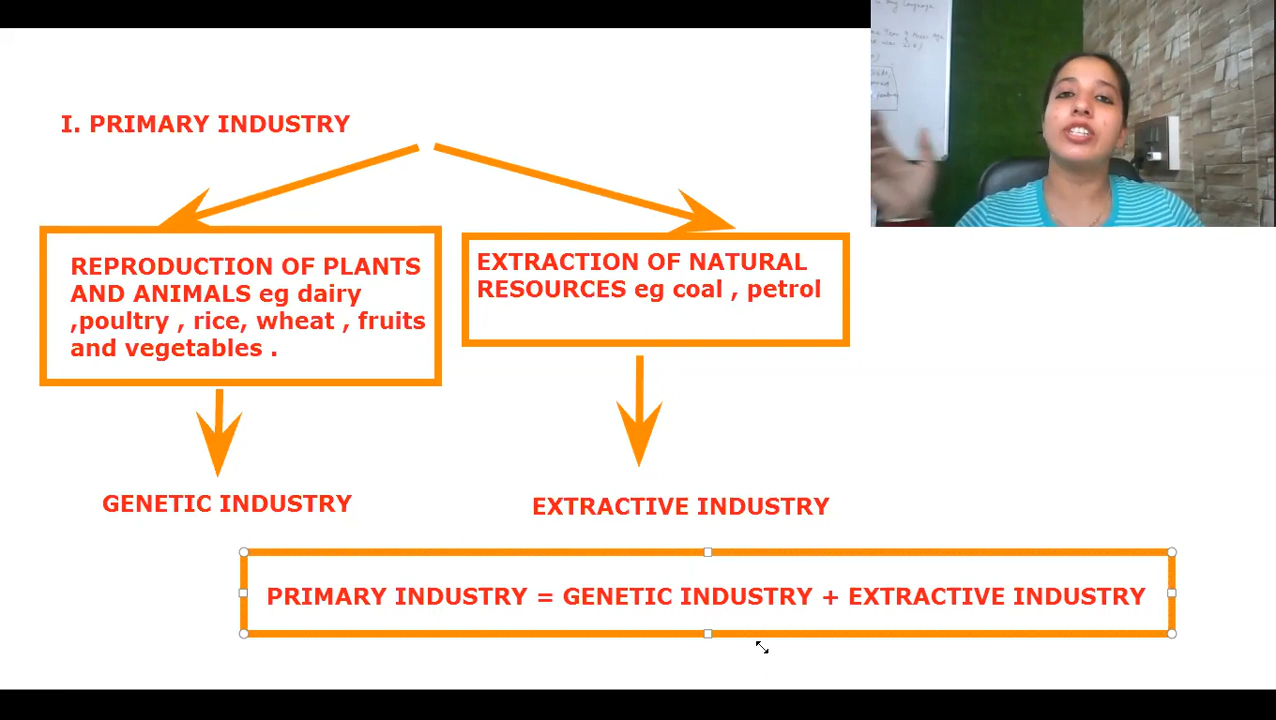 I. PRIMARY INDUSTRY
REPRODUCTION OF PLANTS
AND ANIMALS eg dairy
,poultry , rice, wheat , fruits
and vegetables .
EXTRACTION OF NATURAL
RESOURCES eg coal , petrol
GENETIC INDUSTRY
EXTRACTIVE INDUSTRY
PRIMARY INDUSTRY = GENETIC INDUSTRY + EXTRACTIVE INDUSTRY